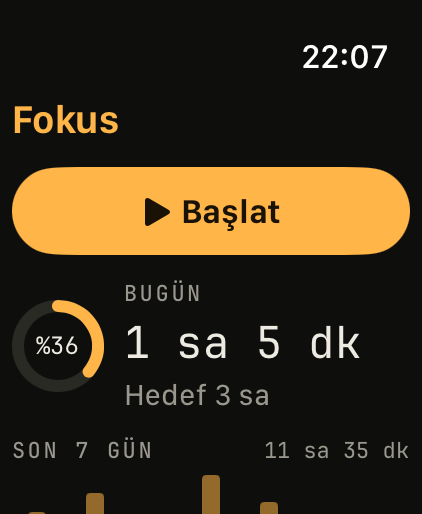 22:07
Fokus
Başlat
BUGÜN
%36
1 sa 5 dk
Hedef 3 sa
SON 7 GÜN
11 sa 35 dk